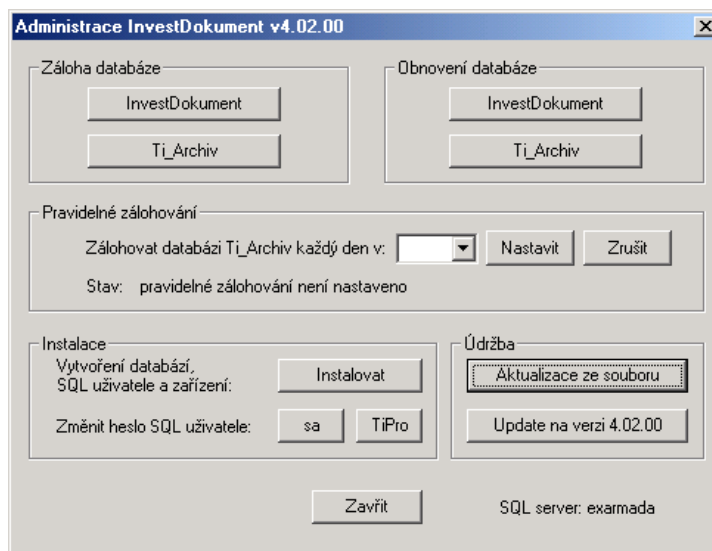 Administrace InvestDokument v4.02.00
Záloha databáze
InvestDokument
Ti_Archiv
Obnovení databáze
InvestDokument
Ti_Archiv
Pravidelné zálohování
Zálohovat databázi Ti_Archiv každý den v:
Nastavit
Zrušit
Stav: pravidelné zálohování není nastaveno
Instalace
Vytvoření databází,
SQL uživatele a zařízení:
Instalovat
Změnit heslo SQL uživatele:
sa
TiPro
Údržba
Aktualizace ze souboru
Update na verzi 4.02.00
Zavřít
SQL server: exarmada